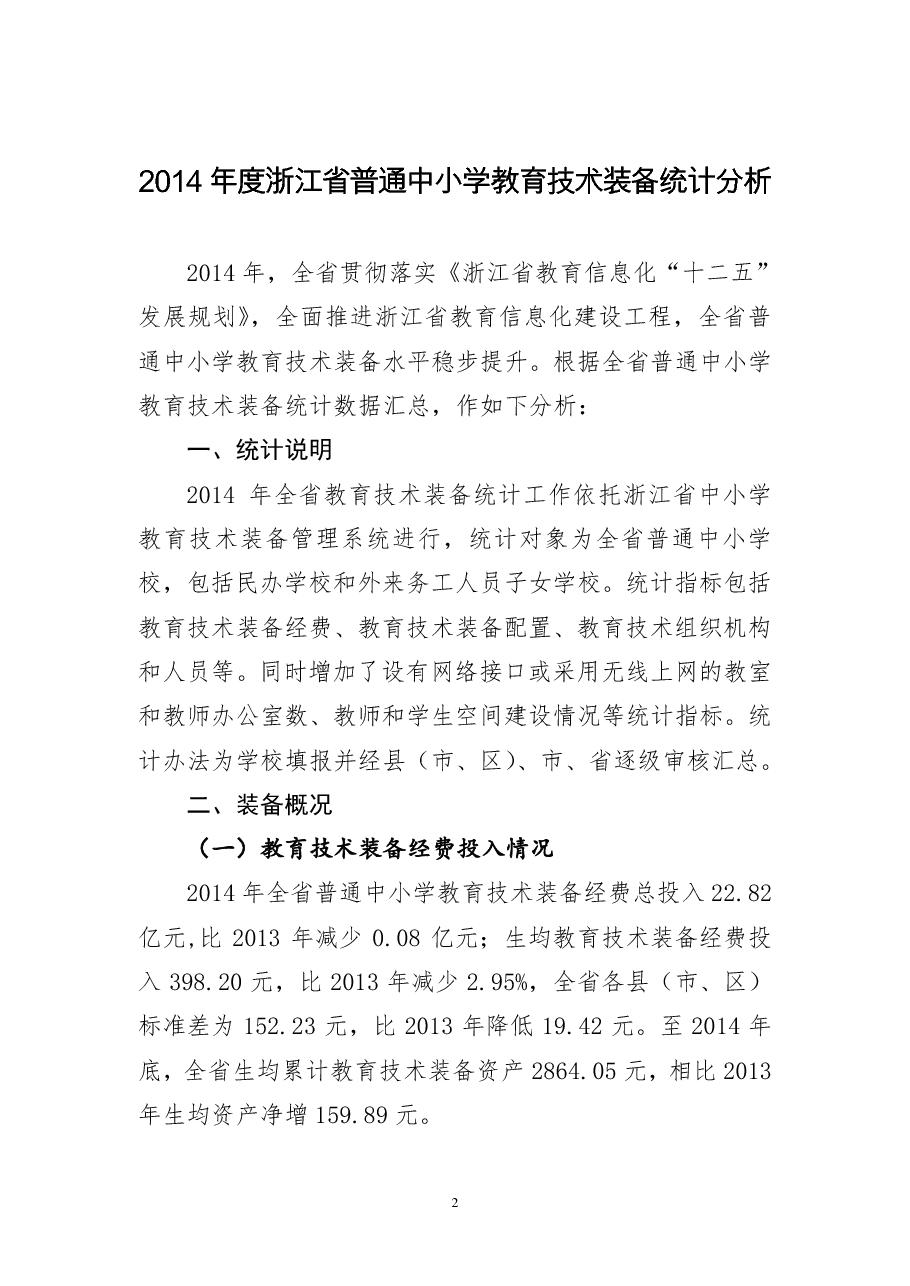 2014 年度浙江省普通中小学教育技术装备统计分析
2014 年，全省贯彻落实《浙江省教育信息化“十二五”
发展规划》，全面推进浙江省教育信息化建设工程，全省普
通中小学教育技术装备水平稳步提升。根据全省普通中小学
教育技术装备统计数据汇总，作如下分析：
一、统计说明
2014 年全省教育技术装备统计工作依托浙江省中小学
教育技术装备管理系统进行，统计对象为全省普通中小学
校，包括民办学校和外来务工人员子女学校。统计指标包括
教育技术装备经费、教育技术装备配置、教育技术组织机构
和人员等。同时增加了设有网络接口或采用无线上网的教室
和教师办公室数、教师和学生空间建设情况等统计指标。统
计办法为学校填报并经县（市、区）、市、省逐级审核汇总。
二、装备概况
（一）教育技术装备经费投入情况
2014 年全省普通中小学教育技术装备经费总投入 22.82
亿元,比 2013 年减少 0.08 亿元；生均教育技术装备经费投
入 398.20 元，比 2013 年减少 2.95%，全省各县（市、区）
标准差为 152.23 元，比 2013 年降低 19.42 元。至 2014 年
底，全省生均累计教育技术装备资产 2864.05 元，相比 2013
年生均资产净增 159.89 元。
2